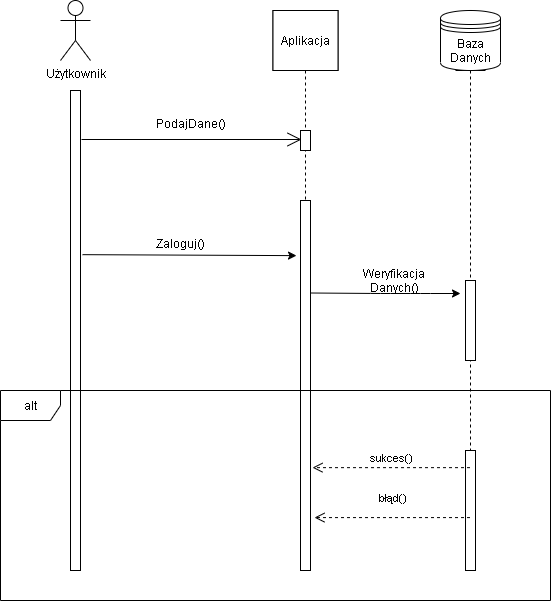 Użytkownik
Aplikacja
Baza
Danych
PodajDane()
Zaloguj()
Weryfikacja
Danych()
alt
sukces()
błąd()